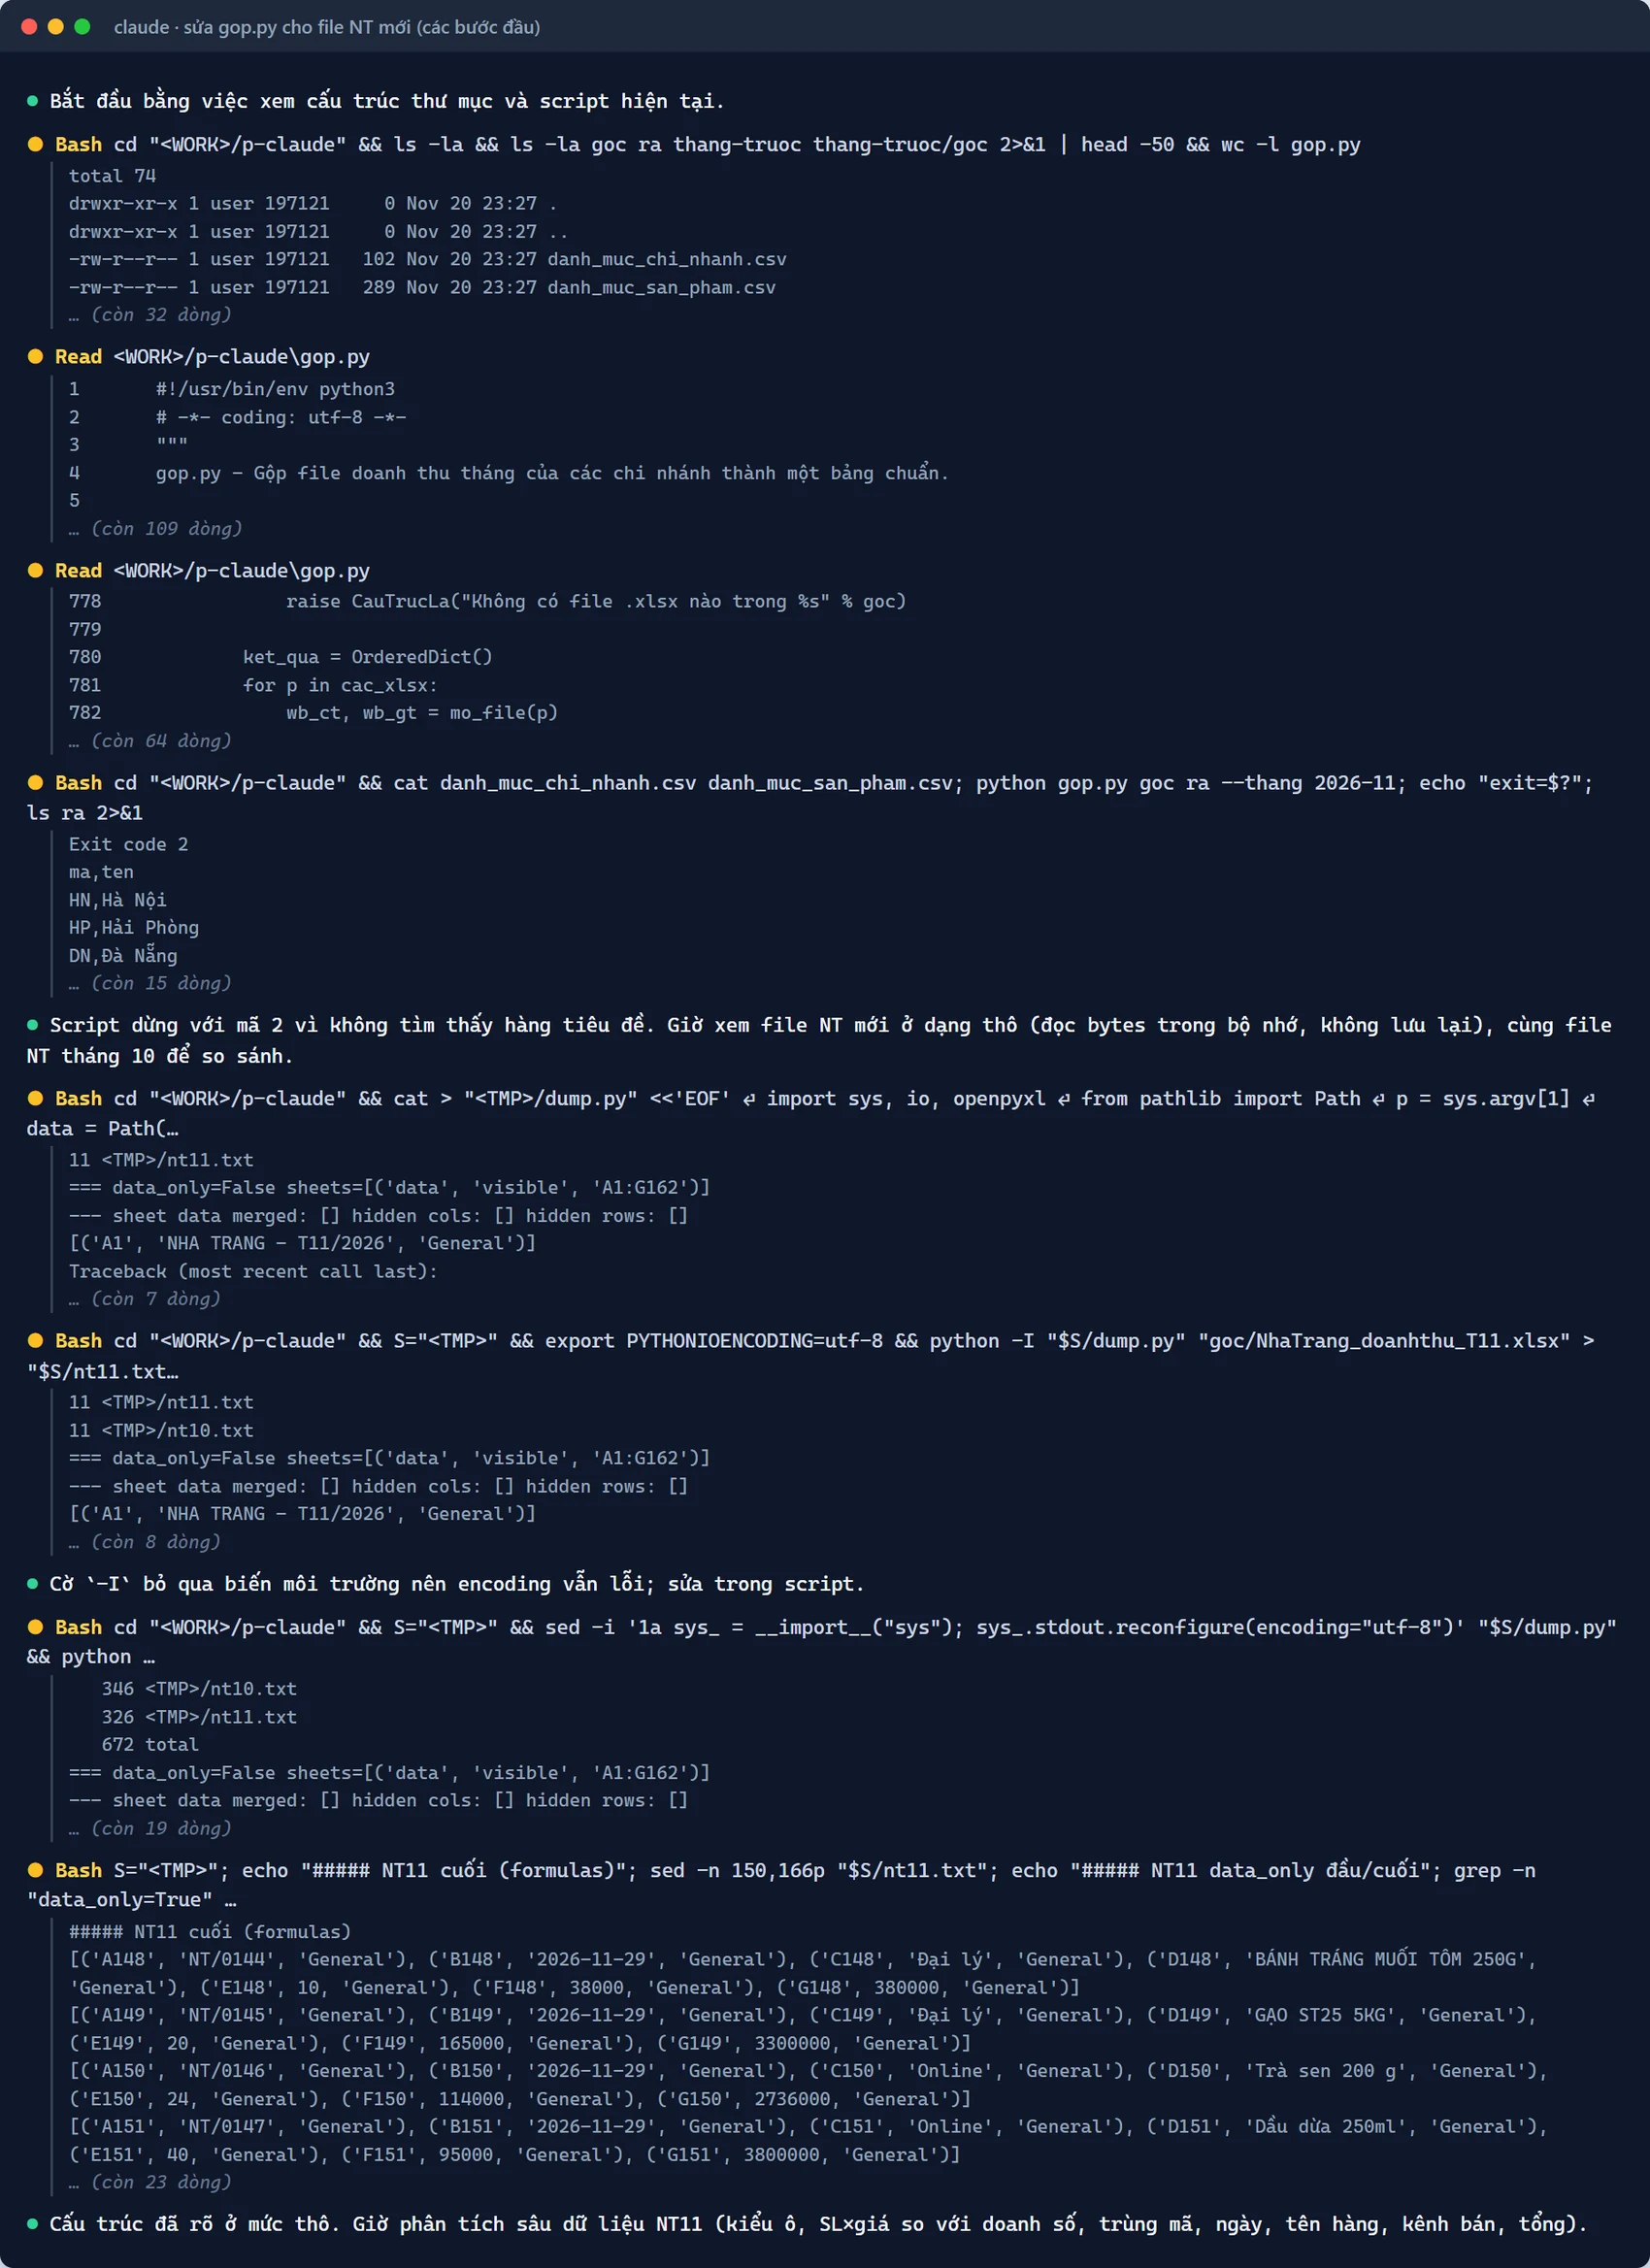 claude · sửa gop.py cho file NT mới (các bước đầu)
● Bắt đầu bằng việc xem cấu trúc thư mục và script hiện tại.
● Bash cd "<WORK>/p-claude" && ls -la && ls -la goc ra thang-truoc thang-truoc/goc 2>&1 | head -50 && wc -l gop.py
total 74
drwxr-xr-x 1 user 197121     0 Nov 20 23:27 .
drwxr-xr-x 1 user 197121     0 Nov 20 23:27 ..
-rw-r--r-- 1 user 197121   102 Nov 20 23:27 danh_muc_chi_nhanh.csv
-rw-r--r-- 1 user 197121   289 Nov 20 23:27 danh_muc_san_pham.csv
… (còn 32 dòng)
● Read <WORK>/p-claude\gop.py
1       #!/usr/bin/env python3
2       # -*- coding: utf-8 -*-
3       """
4       gop.py - Gộp file doanh thu tháng của các chi nhánh thành một bảng chuẩn.
5
… (còn 109 dòng)
● Read <WORK>/p-claude\gop.py
778                 raise CauTrucLa("Không có file .xlsx nào trong %s" % goc)
779
780             ket_qua = OrderedDict()
781             for p in cac_xlsx:
782                 wb_ct, wb_gt = mo_file(p)
… (còn 64 dòng)
● Bash cd "<WORK>/p-claude" && cat danh_muc_chi_nhanh.csv danh_muc_san_pham.csv; python gop.py goc ra --thang 2026-11; echo "exit=$?";
ls ra 2>&1
Exit code 2
ma,ten
HN,Hà Nội
HP,Hải Phòng
DN,Đà Nẵng
… (còn 15 dòng)
● Script dừng với mã 2 vì không tìm thấy hàng tiêu đề. Giờ xem file NT mới ở dạng thô (đọc bytes trong bộ nhớ, không lưu lại), cùng file
NT tháng 10 để so sánh.
● Bash cd "<WORK>/p-claude" && cat > "<TMP>/dump.py" <<'EOF' ↵ import sys, io, openpyxl ↵ from pathlib import Path ↵ p = sys.argv[1] ↵
data = Path(…
11 <TMP>/nt11.txt
=== data_only=False sheets=[('data', 'visible', 'A1:G162')]
--- sheet data merged: [] hidden cols: [] hidden rows: []
[('A1', 'NHA TRANG - T11/2026', 'General')]
Traceback (most recent call last):
… (còn 7 dòng)
● Bash cd "<WORK>/p-claude" && S="<TMP>" && export PYTHONIOENCODING=utf-8 && python -I "$S/dump.py" "goc/NhaTrang_doanhthu_T11.xlsx" >
"$S/nt11.txt…
11 <TMP>/nt11.txt
11 <TMP>/nt10.txt
=== data_only=False sheets=[('data', 'visible', 'A1:G162')]
--- sheet data merged: [] hidden cols: [] hidden rows: []
[('A1', 'NHA TRANG - T11/2026', 'General')]
… (còn 8 dòng)
● Cờ `-I` bỏ qua biến môi trường nên encoding vẫn lỗi; sửa trong script.
● Bash cd "<WORK>/p-claude" && S="<TMP>" && sed -i '1a sys_ = __import__("sys"); sys_.stdout.reconfigure(encoding="utf-8")' "$S/dump.py"
&& python …
346 <TMP>/nt10.txt
326 <TMP>/nt11.txt
672 total
=== data_only=False sheets=[('data', 'visible', 'A1:G162')]
--- sheet data merged: [] hidden cols: [] hidden rows: []
… (còn 19 dòng)
● Bash S="<TMP>"; echo "##### NT11 cuối (formulas)"; sed -n 150,166p "$S/nt11.txt"; echo "##### NT11 data_only đầu/cuối"; grep -n
"data_only=True" …
##### NT11 cuối (formulas)
[('A148', 'NT/0144', 'General'), ('B148', '2026-11-29', 'General'), ('C148', 'Đại lý', 'General'), ('D148', 'BÁNH TRÁNG MUỐI TÔM 250G',
'General'), ('E148', 10, 'General'), ('F148', 38000, 'General'), ('G148', 380000, 'General')]
[('A149', 'NT/0145', 'General'), ('B149', '2026-11-29', 'General'), ('C149', 'Đại lý', 'General'), ('D149', 'GẠO ST25 5KG', 'General'),
('E149', 20, 'General'), ('F149', 165000, 'General'), ('G149', 3300000, 'General')]
[('A150', 'NT/0146', 'General'), ('B150', '2026-11-29', 'General'), ('C150', 'Online', 'General'), ('D150', 'Trà sen 200 g', 'General'),
('E150', 24, 'General'), ('F150', 114000, 'General'), ('G150', 2736000, 'General')]
[('A151', 'NT/0147', 'General'), ('B151', '2026-11-29', 'General'), ('C151', 'Online', 'General'), ('D151', 'Dầu dừa 250ml', 'General'),
('E151', 40, 'General'), ('F151', 95000, 'General'), ('G151', 3800000, 'General')]
… (còn 23 dòng)
● Cấu trúc đã rõ ở mức thô. Giờ phân tích sâu dữ liệu NT11 (kiểu ô, SL×giá so với doanh số, trùng mã, ngày, tên hàng, kênh bán, tổng).